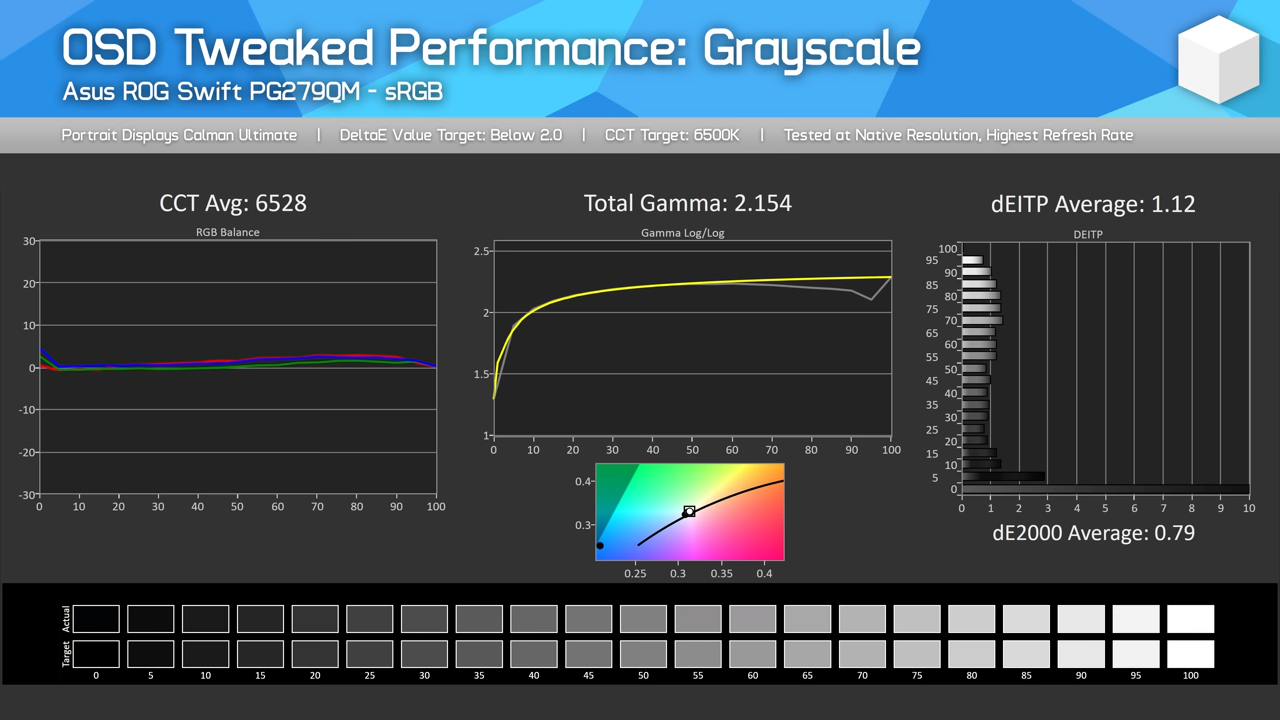 OSD Tweaked Performance: Grayscale
Asus ROG Swift PG279QM - sRGB
Portrait Displays Calman Ultimate | DeltaE Value Target: Below 2.0 | CCT Target: 6500K | Tested at Native Resolution, Highest Refresh Rate
CCT Avg: 6528
RGB Balance
30
20
10
0
-10
-20
-30
0 10 20 30 40 50 60 70 80 90 100
Total Gamma: 2.154
Gamma Log/Log
2.5
2
1.5
1
0 10 20 30 40 50 60 70 80 90 100
0.4
0.3
0.25 0.3 0.35 0.4
dEITP Average: 1.12
DEITP
100
95
90
85
80
75
70
65
60
55
50
45
40
35
30
25
20
15
10
5
0
0 1 2 3 4 5 6 7 8 9 10
dE2000 Average: 0.79
Actual
Target
0 5 10 15 20 25 30 35 40 45 50 55 60 65 70 75 80 85 90 95 100